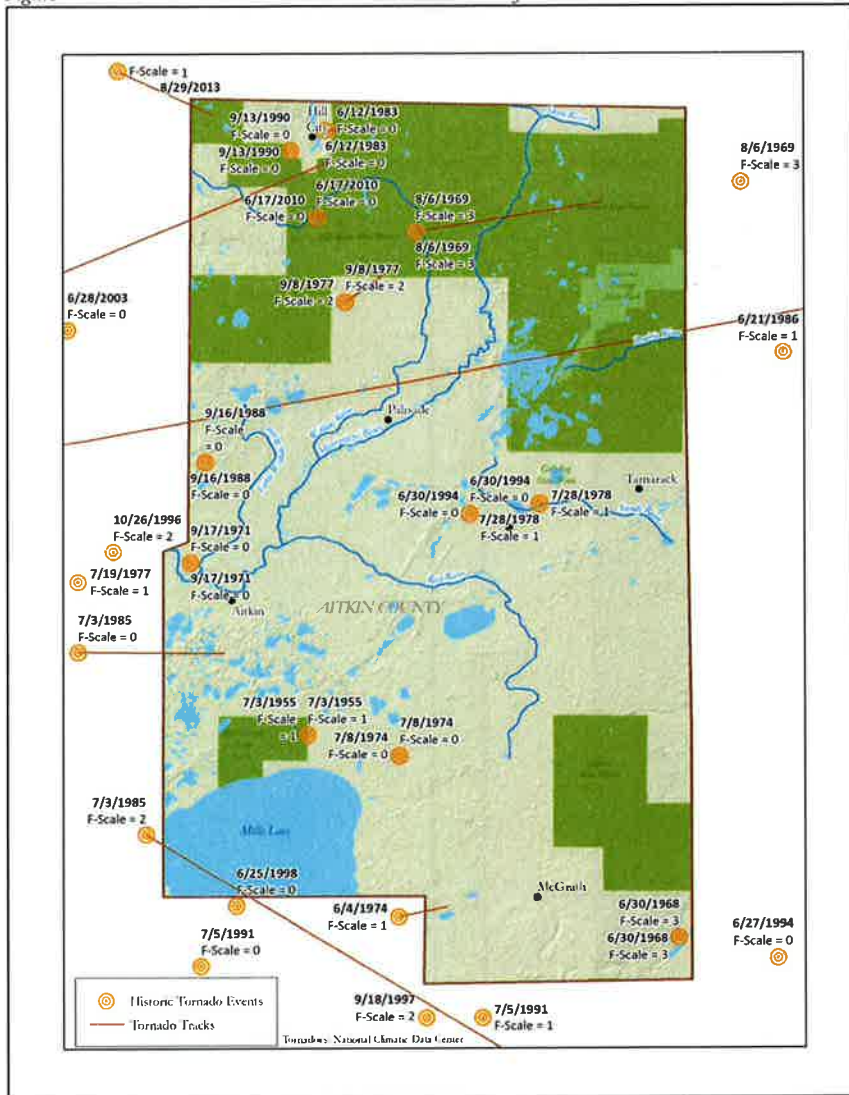 F-Scale = 1
8/29/2013
Hill
City
9/13/1990
F-Scale = 0
6/12/1983
F-Scale = 0
9/13/1990
F-Scale = 0
6/12/1983
F-Scale = 0
8/6/1969
F-Scale = 3
6/17/2010
F-Scale = 0
6/17/2010
F-Scale = 0
8/6/1969
F-Scale = 3
8/6/1969
F-Scale = 3
9/8/1977
F-Scale = 2
9/8/1977
F-Scale = 2
6/28/2003
F-Scale = 0
6/21/1986
F-Scale = 1
Palisade
9/16/1988
F-Scale
= 0
9/16/1988
F-Scale = 0
6/30/1994
F-Scale = 0
6/30/1994
F-Scale = 0
7/28/1978
F-Scale = 1
7/28/1978
F-Scale = 1
Tamarack
10/26/1996
F-Scale = 2
9/17/1971
F-Scale = 0
7/19/1977
F-Scale = 1
9/17/1971
F-Scale = 0
Aitkin
AITKIN COUNTY
7/3/1985
F-Scale = 0
7/3/1955
F-Scale
= 1
7/3/1955
F-Scale = 1
7/8/1974
F-Scale = 0
7/8/1974
F-Scale = 0
7/3/1985
F-Scale = 2
Mille Lacs
6/25/1998
F-Scale = 0
McGrath
6/4/1974
F-Scale = 1
6/30/1968
F-Scale = 3
6/30/1968
F-Scale = 3
6/27/1994
F-Scale = 0
7/5/1991
F-Scale = 0
9/18/1997
F-Scale = 2
7/5/1991
F-Scale = 1
Historic Tornado Events
Tornado Tracks
Tornados: National Climatic Data Center